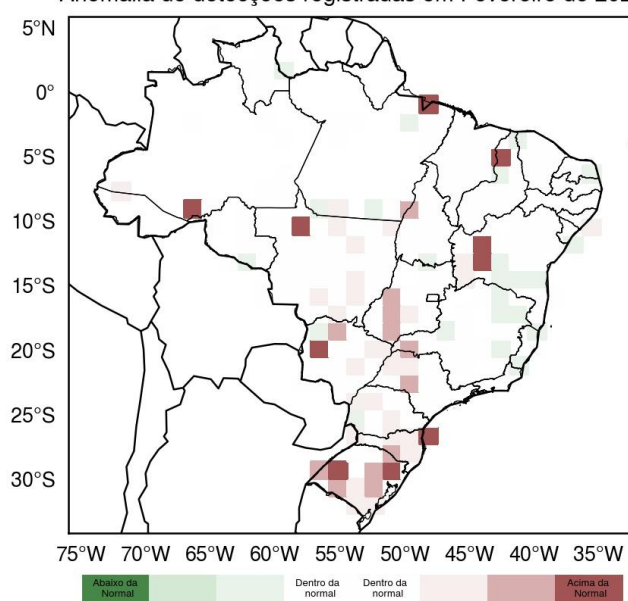 Anomalia de detecções registradas em Fevereiro de 202
5°N
0°
5°S
10°S
15°S
20°S
25°S
30°S
75°W 70°W 65°W 60°W 55°W 50°W 45°W 40°W 35°W
Abaixo da Normal Dentro da normal Dentro da normal Acima da Normal